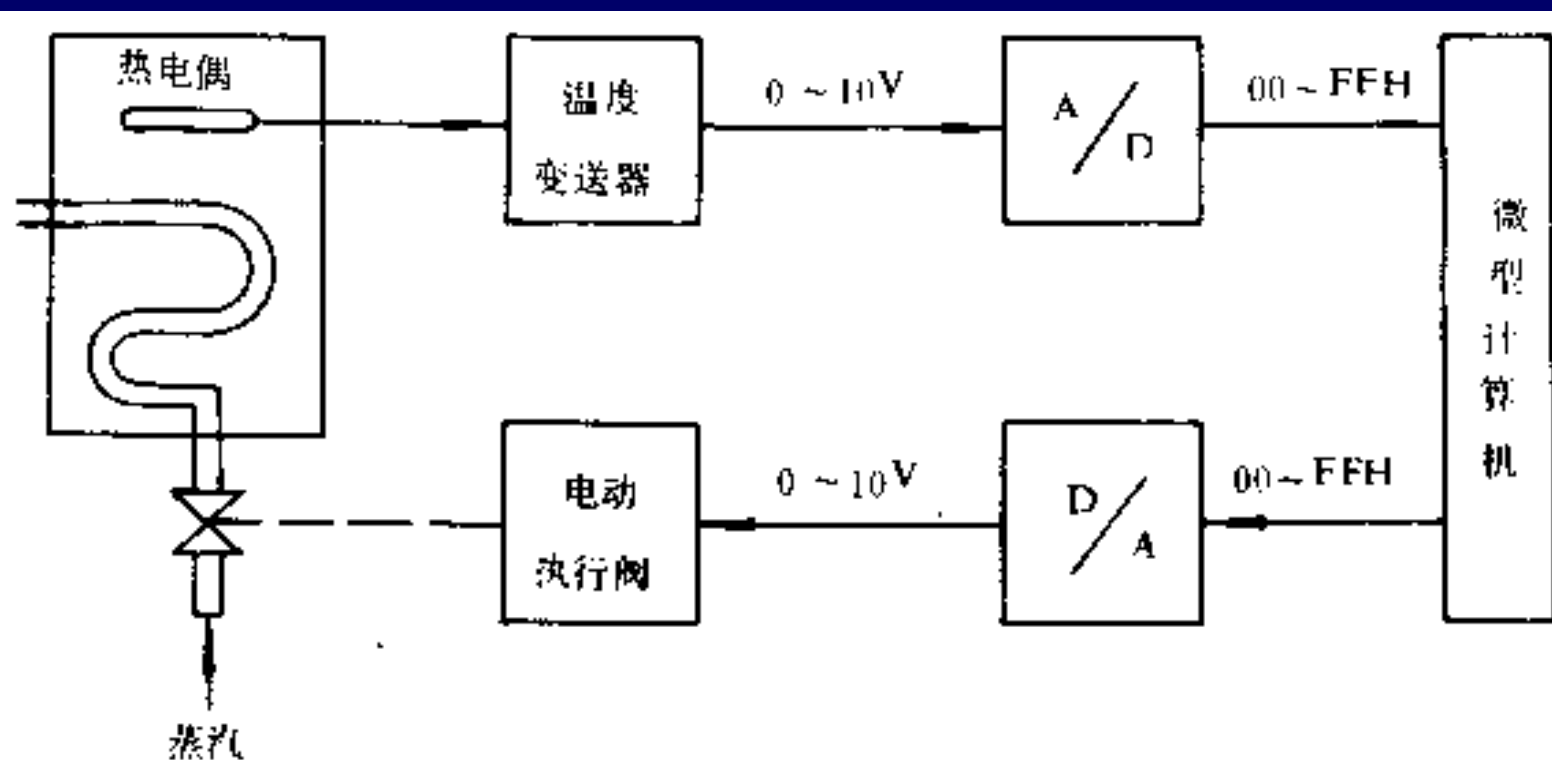 热电偶
温度
变送器
0 ~ 10V
A/D
00 ~ FFH
微型计算机
电动
执行阀
0 ~ 10V
D/A
00 ~ FFH
蒸汽